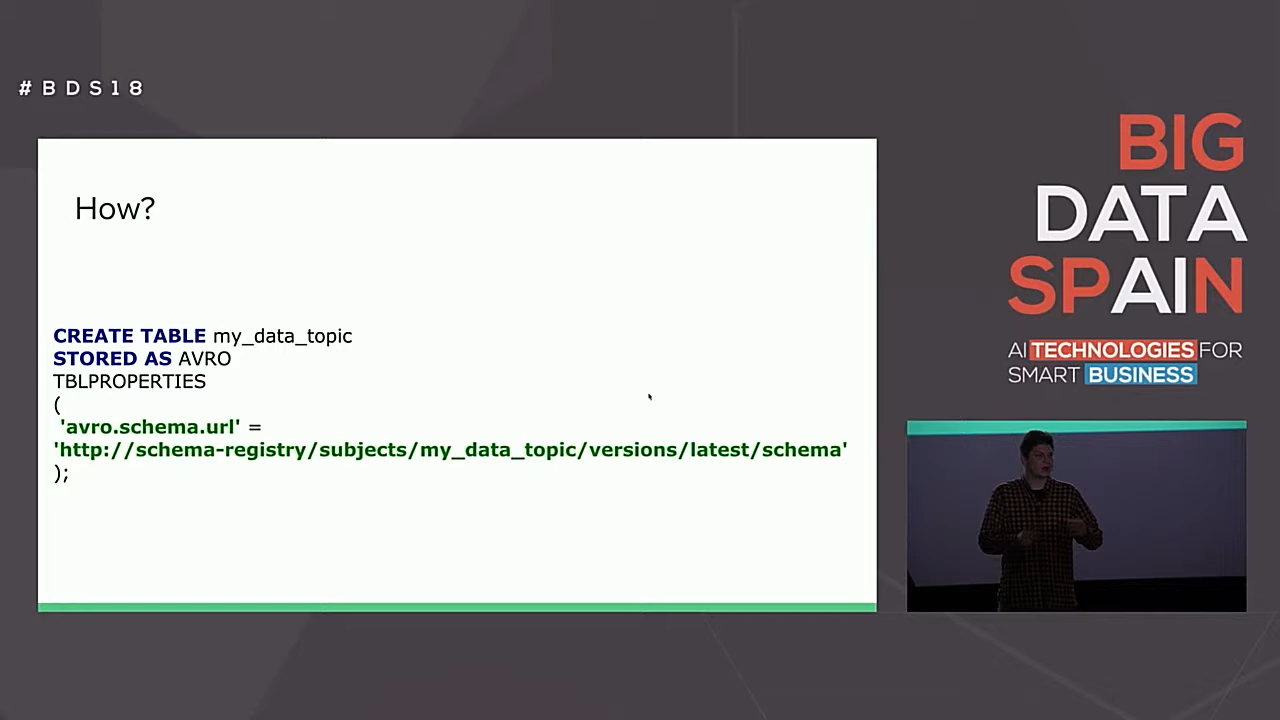 #BDS18
How?
CREATE TABLE my_data_topic
STORED AS AVRO
TBLPROPERTIES
(
'avro.schema.url' =
'http://schema-registry/subjects/my_data_topic/versions/latest/schema'
);
BIG
DATA
SPAIN
AI TECHNOLOGIES FOR
SMART BUSINESS